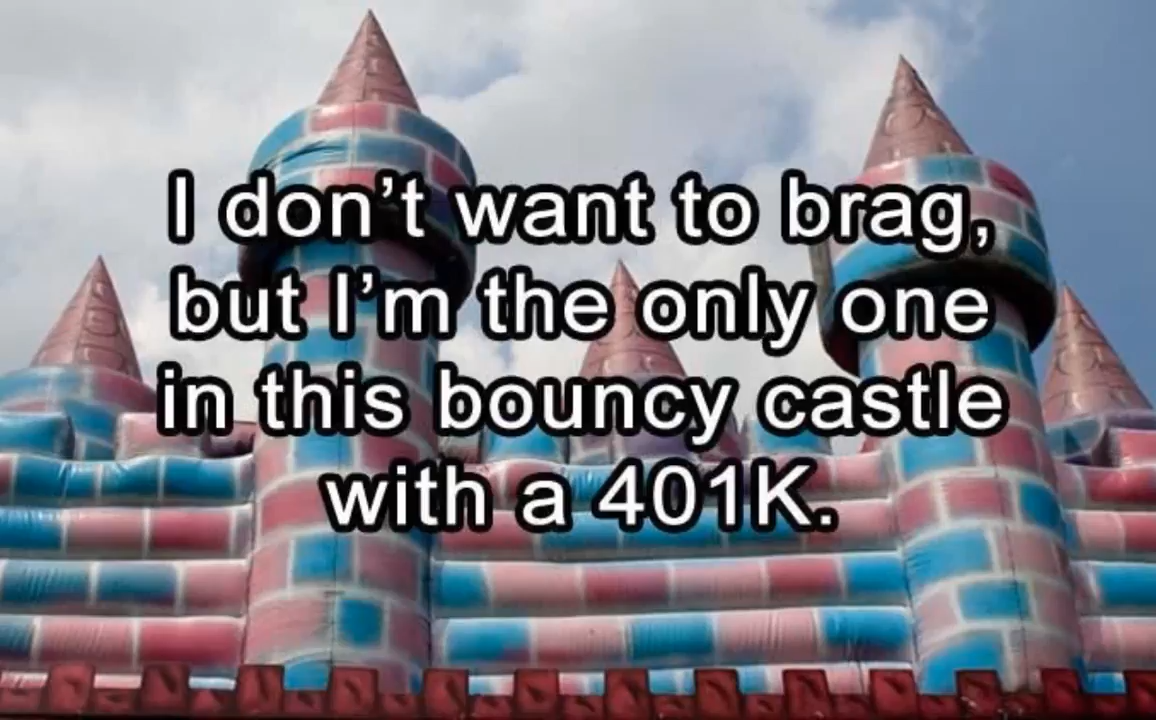 I don’t want to brag,
but I’m the only one
in this bouncy castle
with a 401K.